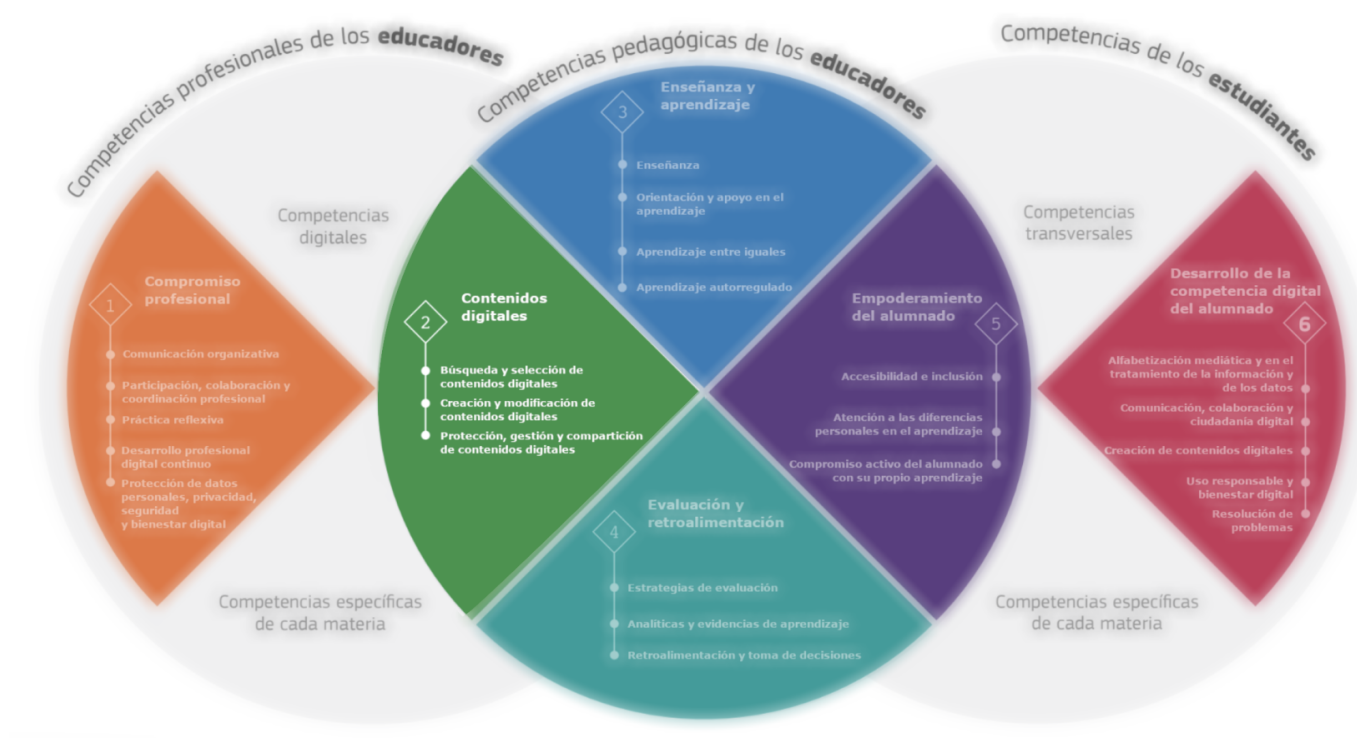 Competencias profesionales de los educadores
Competencias pedagógicas de los educadores
Competencias de los estudiantes
Competencias
digitales
Competencias
transversales
1
Compromiso
profesional
Comunicación organizativa
Participación, colaboración y
coordinación profesional
Práctica reflexiva
Desarrollo profesional
digital continuo
Protección de datos
personales, privacidad,
seguridad
y bienestar digital
2
Contenidos
digitales
Búsqueda y selección de
contenidos digitales
Creación y modificación de
contenidos digitales
Protección, gestión y compartición
de contenidos digitales
3
Enseñanza y
aprendizaje
Enseñanza
Orientación y apoyo en el
aprendizaje
Aprendizaje entre iguales
Aprendizaje autorregulado
4
Evaluación y
retroalimentación
Estrategias de evaluación
Analíticas y evidencias de aprendizaje
Retroalimentación y toma de decisiones
5
Empoderamiento
del alumnado
Accesibilidad e inclusión
Atención a las diferencias
personales en el aprendizaje
Compromiso activo del alumnado
con su propio aprendizaje
6
Desarrollo de la
competencia digital
del alumnado
Alfabetización mediática y en el
tratamiento de la información y
de los datos
Comunicación, colaboración y
ciudadanía digital
Creación de contenidos digitales
Uso responsable y
bienestar digital
Resolución de
problemas
Competencias específicas
de cada materia
Competencias específicas
de cada materia